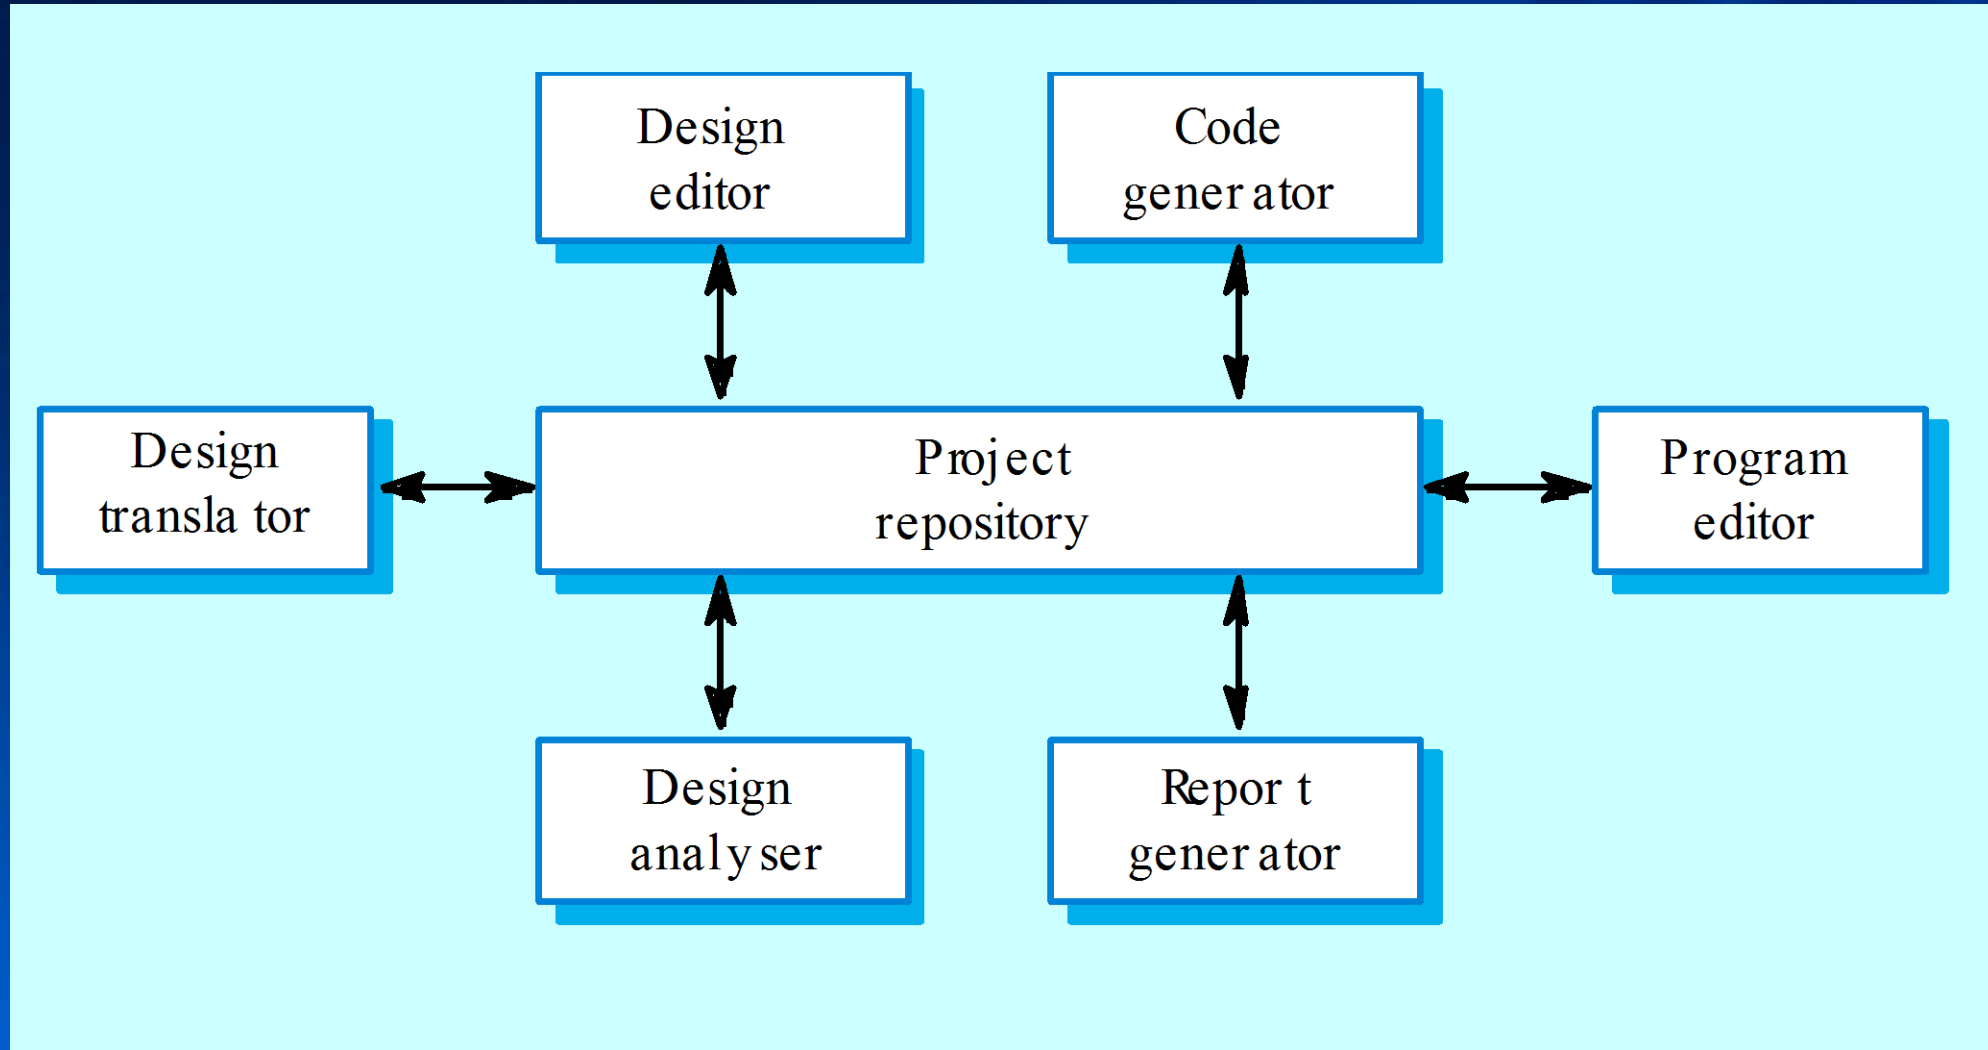 Design
editor
Code
generator
Design
translator
Project
repository
Program
editor
Design
analyser
Report
generator